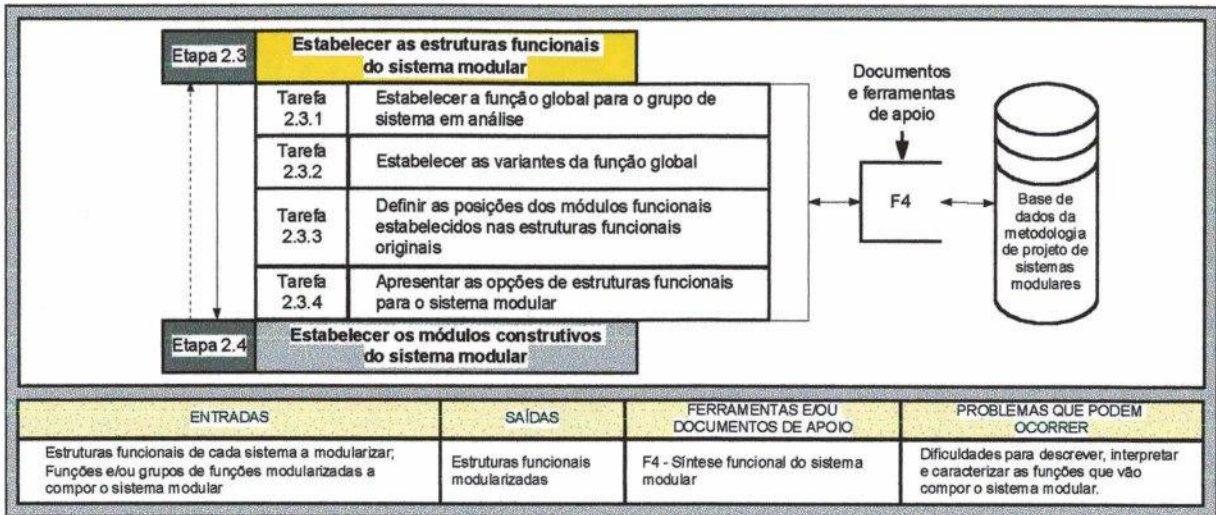 Etapa 2.3
Estabelecer as estruturas funcionais
do sistema modular
Tarefa
2.3.1
Estabelecer a função global para o grupo de
sistema em análise
Tarefa
2.3.2
Estabelecer as variantes da função global
Tarefa
2.3.3
Definir as posições dos módulos funcionais
estabelecidos nas estruturas funcionais
originais
Tarefa
2.3.4
Apresentar as opções de estruturas funcionais
para o sistema modular
Etapa 2.4
Estabelecer os módulos construtivos
do sistema modular
Documentos
e ferramentas
de apoio
F4
Base de
dados da
metodologia
de projeto de
sistemas
modulares
ENTRADAS
SAÍDAS
FERRAMENTAS E/OU
DOCUMENTOS DE APOIO
PROBLEMAS QUE PODEM
OCORRER
Estruturas funcionais de cada sistema a modularizar;
Funções e/ou grupos de funções modularizadas a
compor o sistema modular
Estruturas funcionais
modularizadas
F4 - Síntese funcional do sistema
modular
Dificuldades para descrever, interpretar
e caracterizar as funções que vão
compor o sistema modular.